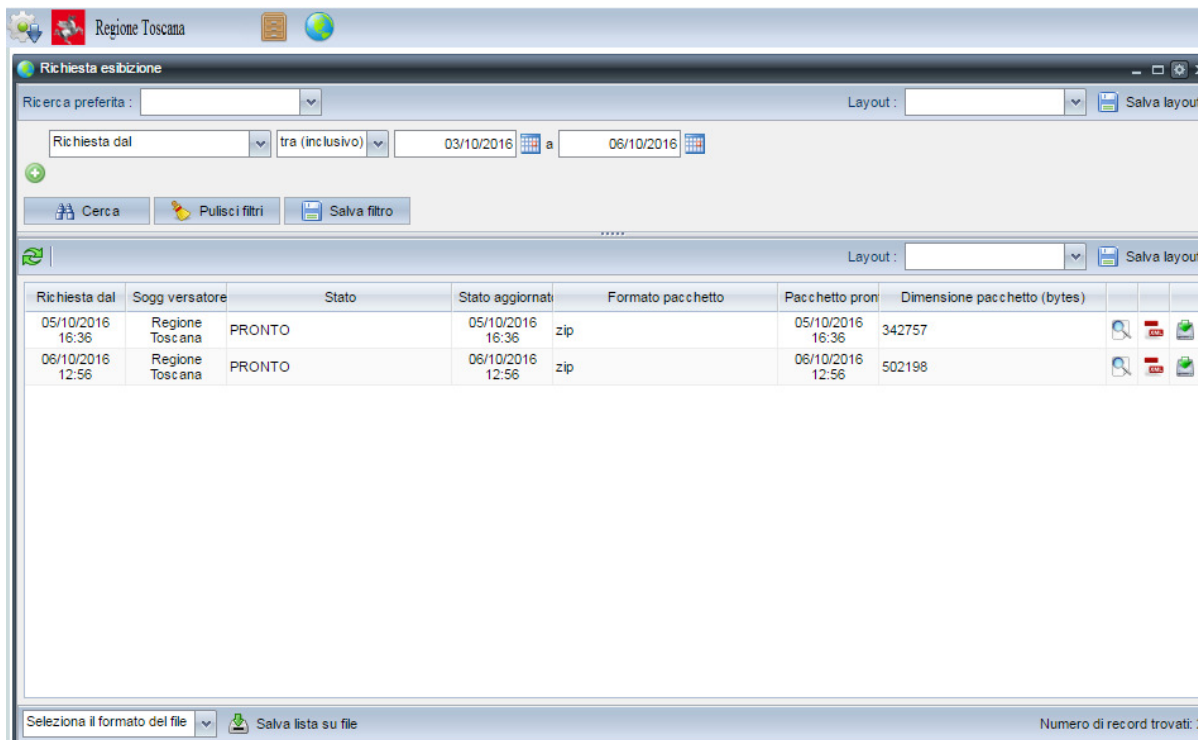 Regione Toscana
Richiesta esibizione
Ricerca preferita : Layout : Salva layout
Richiesta dal tra (inclusivo) 03/10/2016 a 06/10/2016
Cerca Pulisci filtri Salva filtro
Layout : Salva layout
Richiesta dal Sogg versatore Stato Stato aggiornat Formato pacchetto Pacchetto pron Dimensione pacchetto (bytes)
05/10/2016 16:36 Regione Toscana PRONTO 05/10/2016 16:36 zip 05/10/2016 16:36 342757
06/10/2016 12:56 Regione Toscana PRONTO 06/10/2016 12:56 zip 06/10/2016 12:56 502198
Seleziona il formato del file Salva lista su file Numero di record trovati: